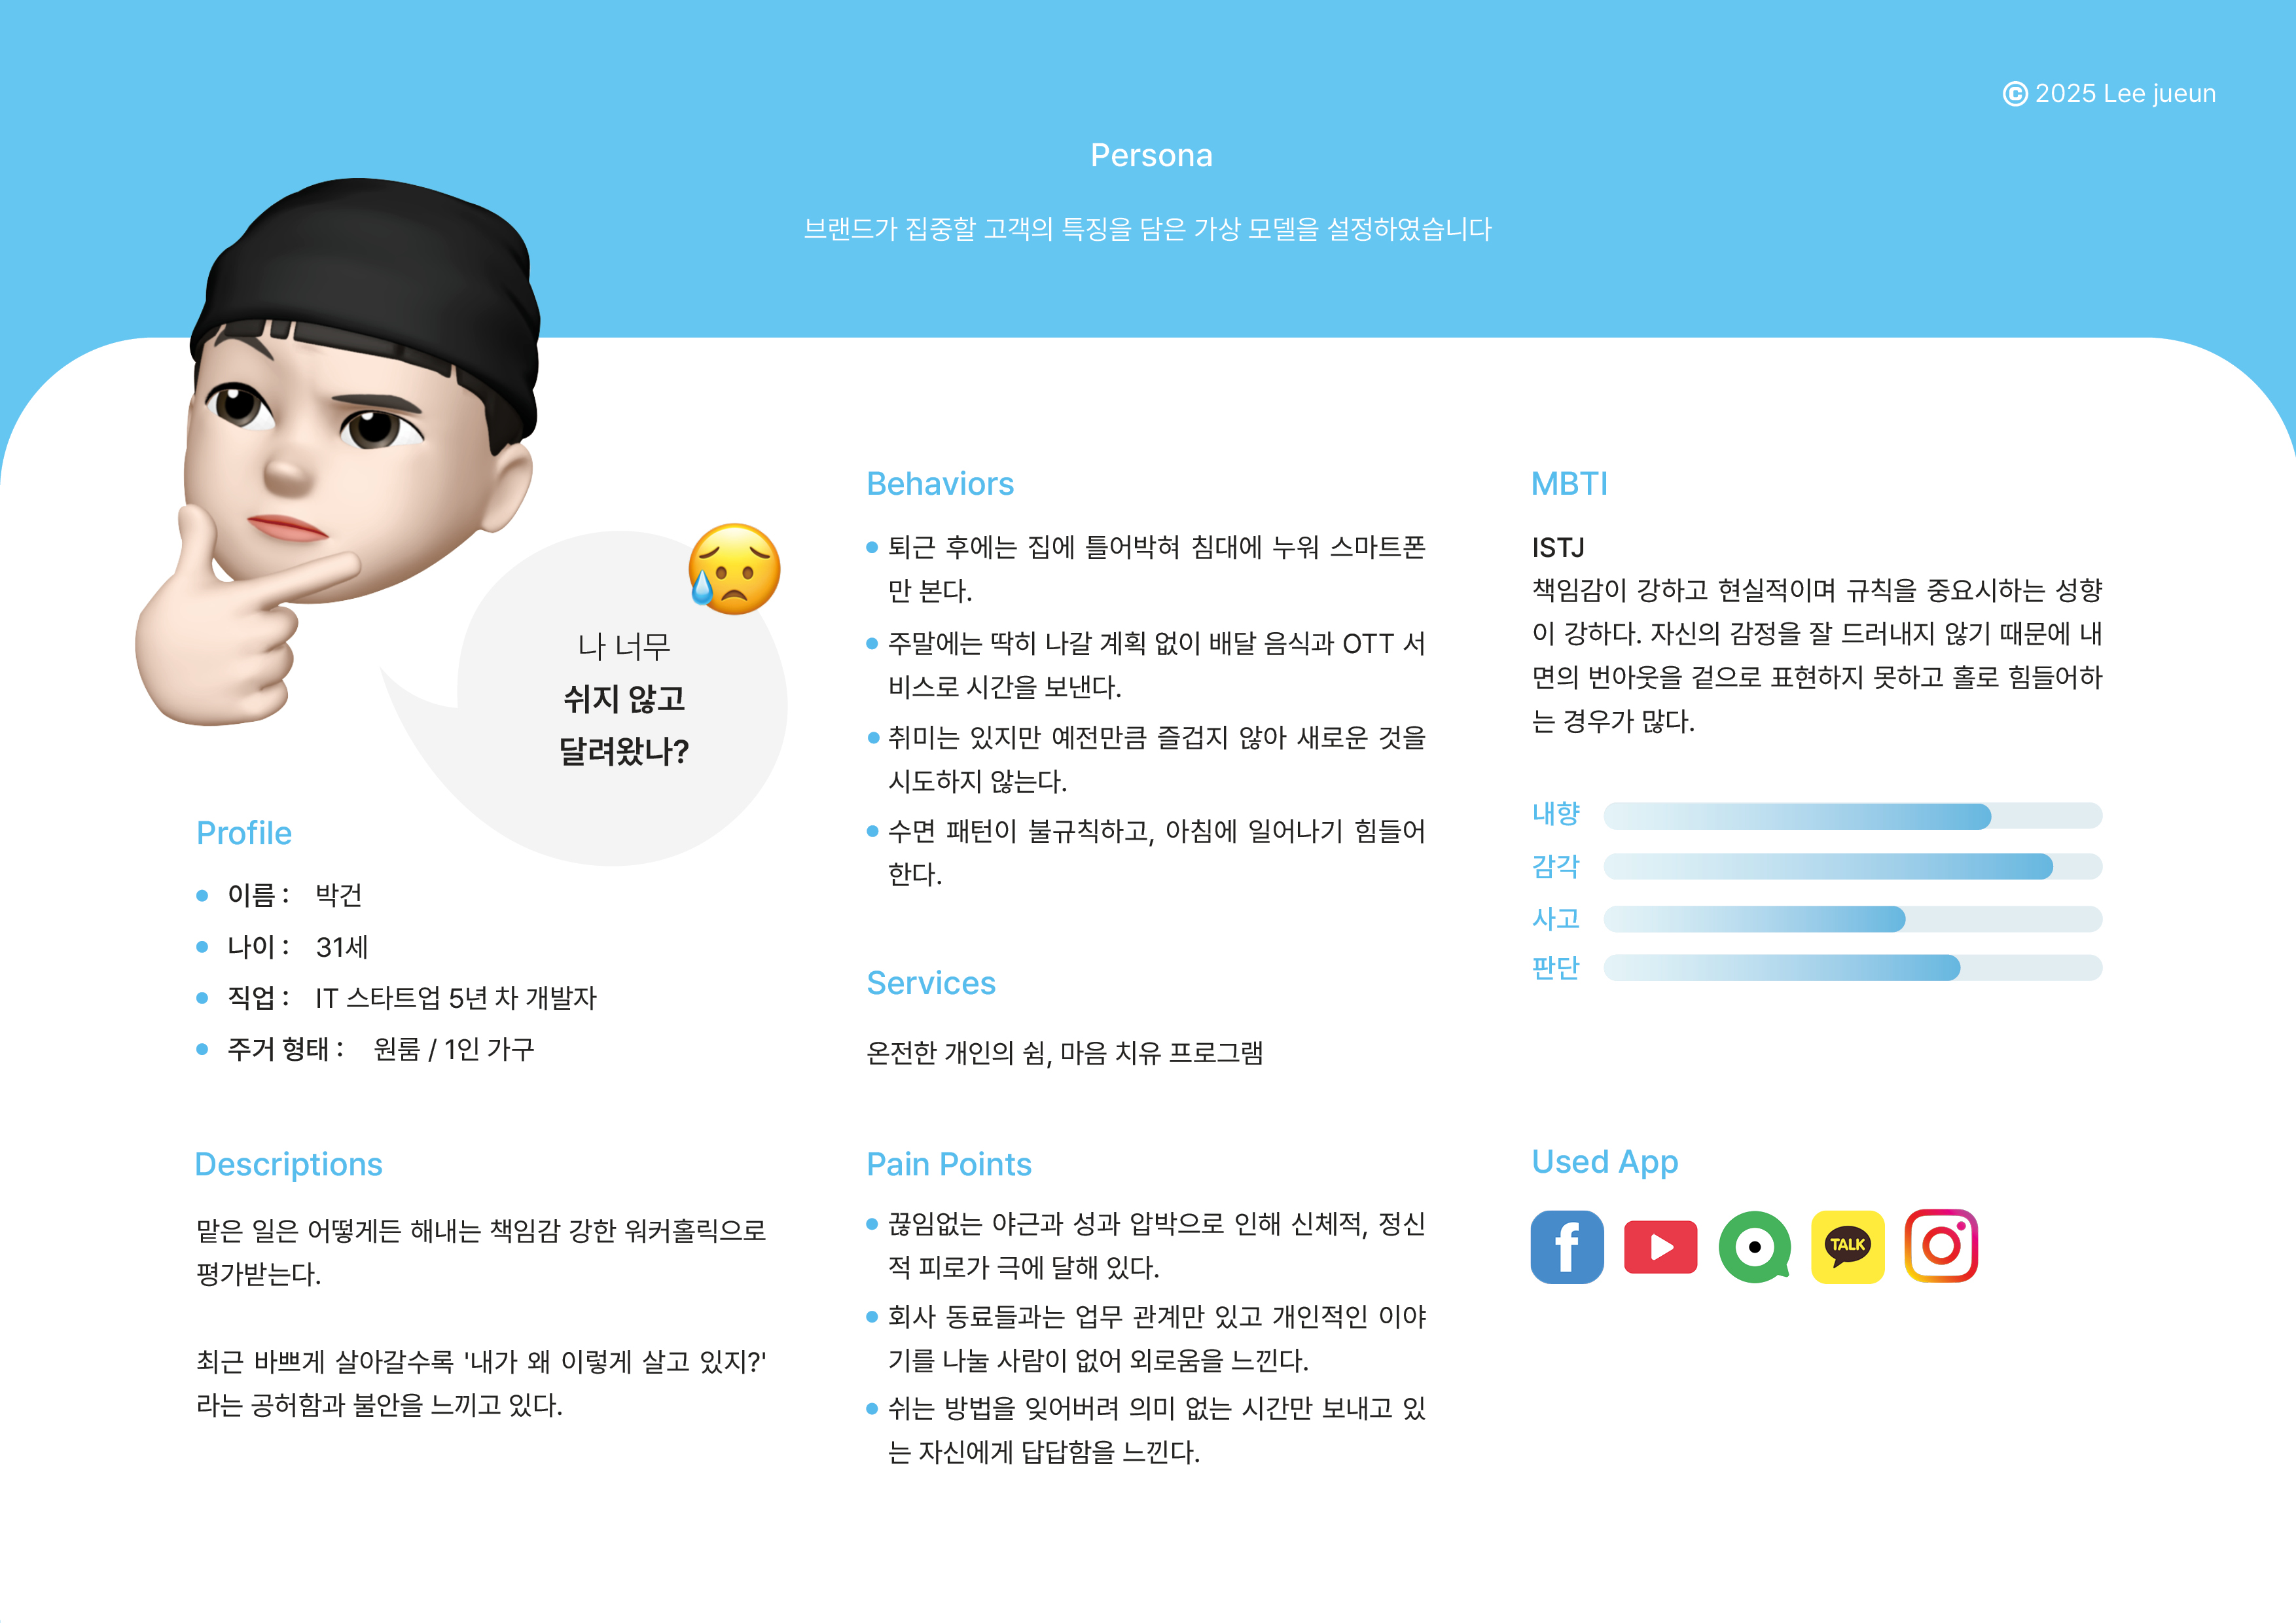 © 2025 Lee jueun
Persona
브랜드가 집중할 고객의 특징을 담은 가상 모델을 설정하였습니다
나 너무
쉬지 않고
달려왔나?
Profile
이름 : 박건
나이 : 31세
직업 : IT 스타트업 5년 차 개발자
주거 형태 : 원룸 / 1인 가구
Descriptions
맡은 일은 어떻게든 해내는 책임감 강한 워커홀릭으로
평가받는다.
최근 바쁘게 살아갈수록 '내가 왜 이렇게 살고 있지?'
라는 공허함과 불안을 느끼고 있다.
Behaviors
퇴근 후에는 집에 틀어박혀 침대에 누워 스마트폰
만 본다.
주말에는 딱히 나갈 계획 없이 배달 음식과 OTT 서
비스로 시간을 보낸다.
취미는 있지만 예전만큼 즐겁지 않아 새로운 것을
시도하지 않는다.
수면 패턴이 불규칙하고, 아침에 일어나기 힘들어
한다.
Services
온전한 개인의 쉼, 마음 치유 프로그램
Pain Points
끊임없는 야근과 성과 압박으로 인해 신체적, 정신
적 피로가 극에 달해 있다.
회사 동료들과는 업무 관계만 있고 개인적인 이야
기를 나눌 사람이 없어 외로움을 느낀다.
쉬는 방법을 잊어버려 의미 없는 시간만 보내고 있
는 자신에게 답답함을 느낀다.
MBTI
ISTJ
책임감이 강하고 현실적이며 규칙을 중요시하는 성향
이 강하다. 자신의 감정을 잘 드러내지 않기 때문에 내
면의 번아웃을 겉으로 표현하지 못하고 홀로 힘들어하
는 경우가 많다.
내향
감각
사고
판단
Used App
f
TALK